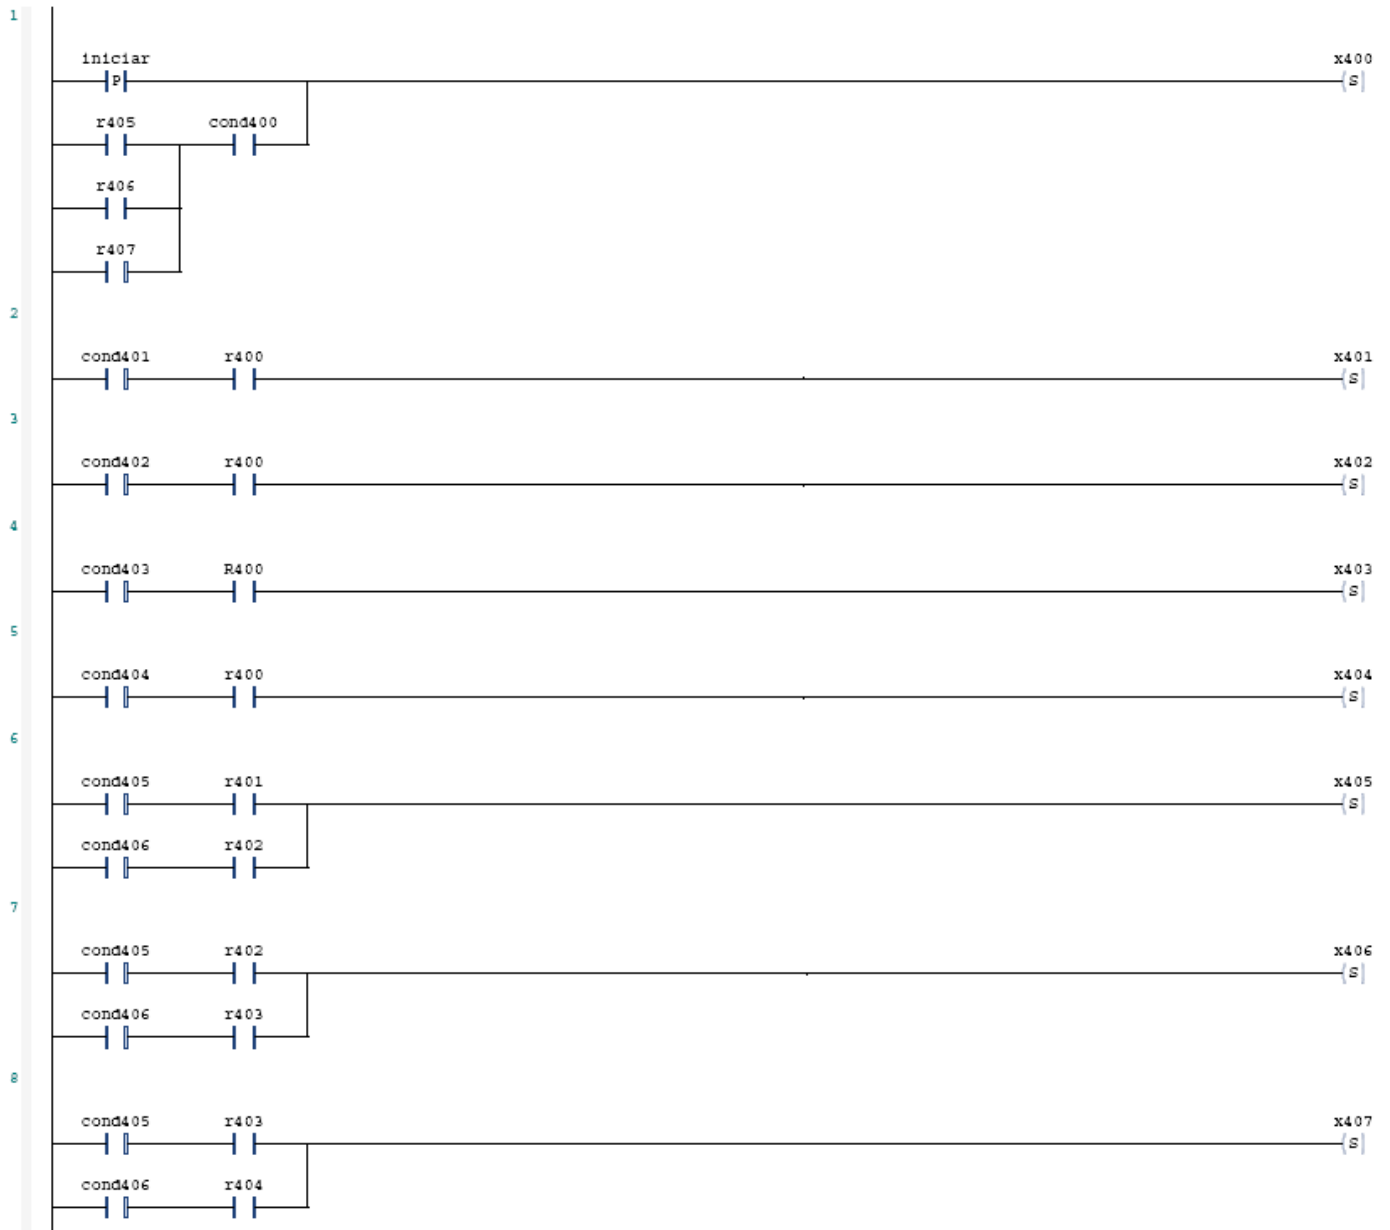 1
iniciar x400
P S
r405 cond400
r406
r407
2
cond401 r400 x401
S
3
cond402 r400 x402
S
4
cond403 R400 x403
S
5
cond404 r400 x404
S
6
cond405 r401 x405
S
cond406 r402
7
cond405 r402 x406
S
cond406 r403
8
cond405 r403 x407
S
cond406 r404